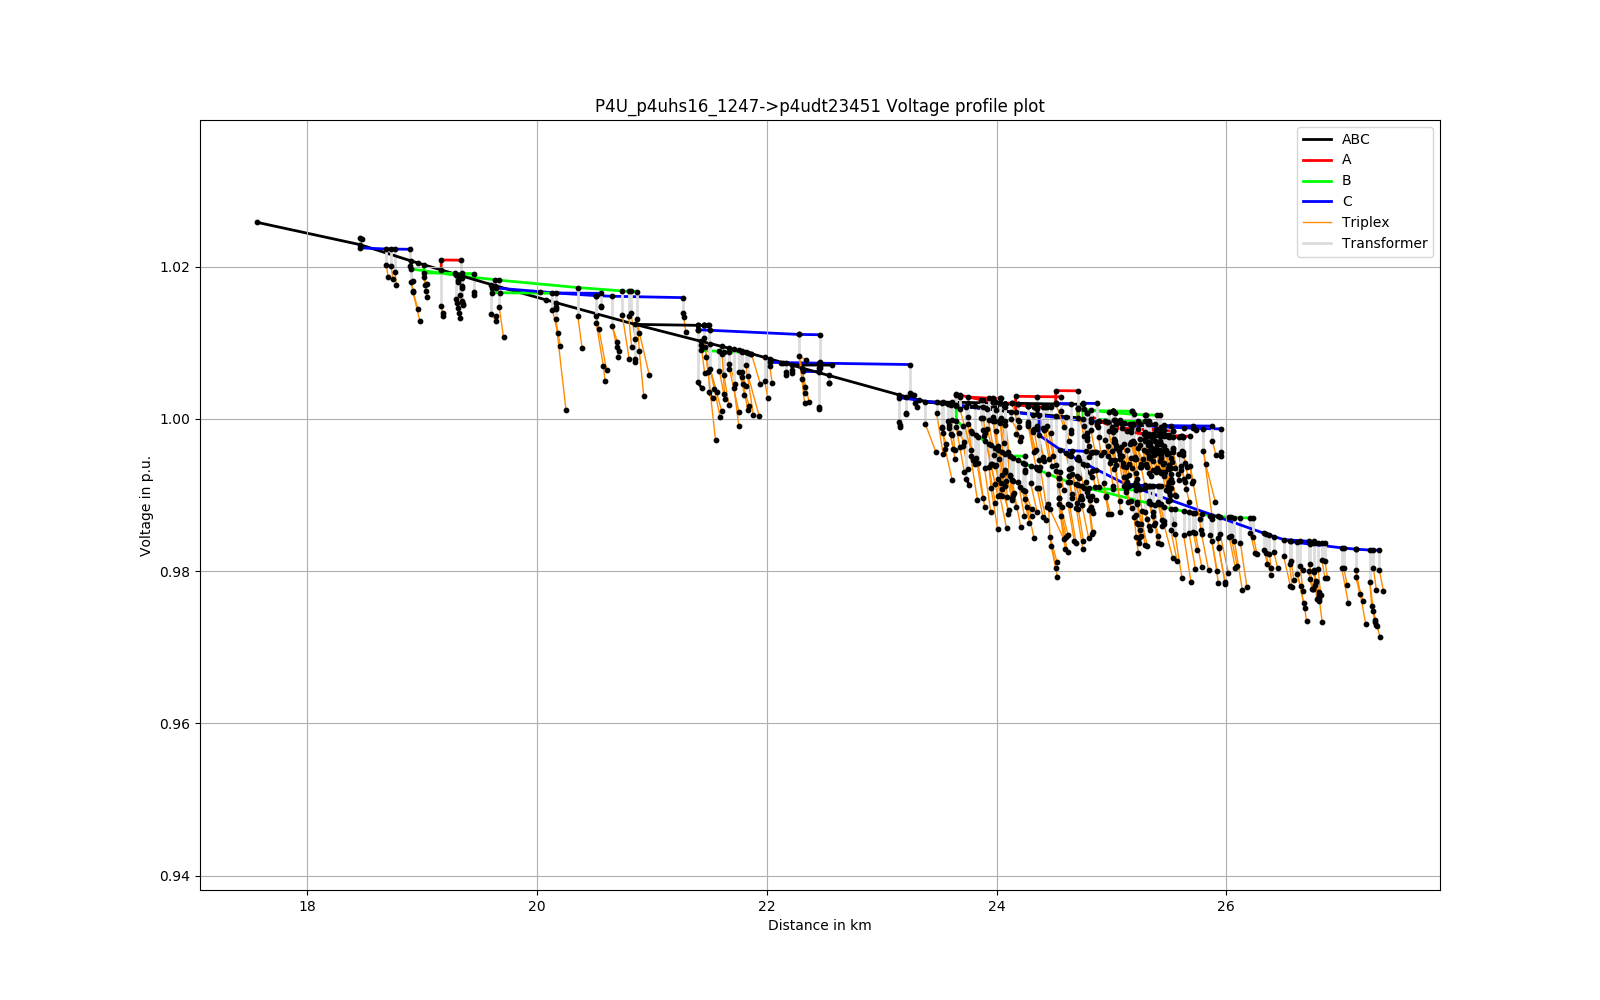 P4U_p4uhs16_1247->p4udt23451 Voltage profile plot
ABC
A
B
C
Triplex
Transformer
Voltage in p.u.
1.02
1.00
0.98
0.96
0.94
18
20
22
24
26
Distance in km